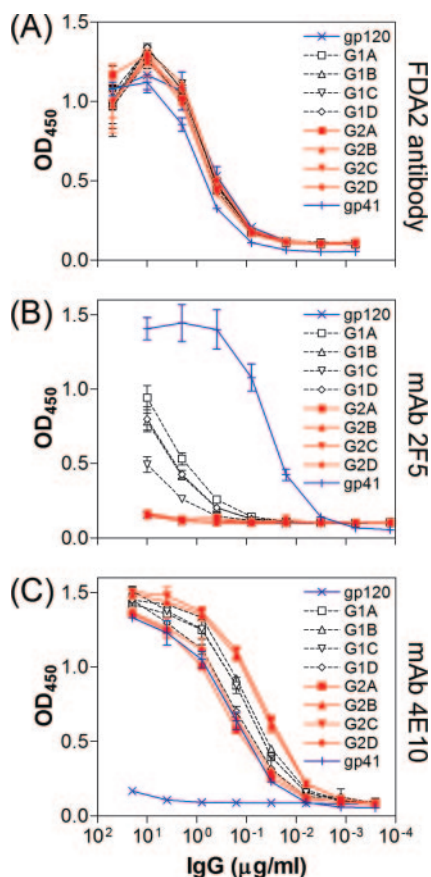 (A)
gp120
G1A
G1B
G1C
G1D
G2A
G2B
G2C
G2D
gp41
1.5
1.0
0.5
0.0
OD450
FDA2 antibody
(B)
gp120
G1A
G1B
G1C
G1D
G2A
G2B
G2C
G2D
gp41
1.5
1.0
0.5
0.0
OD450
mAb 2F5
(C)
gp120
G1A
G1B
G1C
G1D
G2A
G2B
G2C
G2D
gp41
1.5
1.0
0.5
0.0
OD450
mAb 4E10
10² 10¹ 10⁰ 10⁻¹ 10⁻² 10⁻³ 10⁻⁴
IgG (μg/ml)